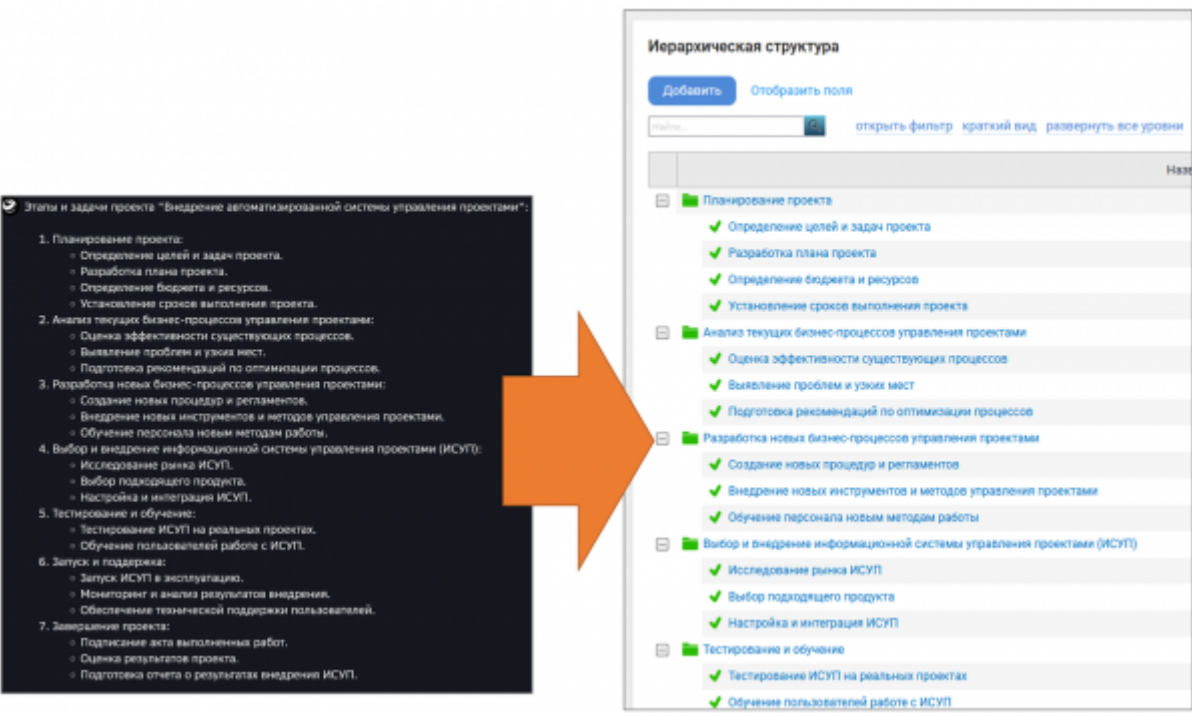 Этапы и задачи проекта "Внедрение автоматизированной системы управления проектами":
1. Планирование проекта:
◦ Определение целей и задач проекта.
◦ Разработка плана проекта.
◦ Определение бюджета и ресурсов.
◦ Установление сроков выполнения проекта.
2. Анализ текущих бизнес-процессов управления проектами:
◦ Оценка эффективности существующих процессов.
◦ Выявление проблем и узких мест.
◦ Подготовка рекомендаций по оптимизации процессов.
3. Разработка новых бизнес-процессов управления проектами:
◦ Создание новых процедур и регламентов.
◦ Внедрение новых инструментов и методов управления проектами.
◦ Обучение персонала новым методам работы.
4. Выбор и внедрение информационной системы управления проектами (ИСУП):
◦ Исследование рынка ИСУП.
◦ Выбор подходящего продукта.
◦ Настройка и интеграция ИСУП.
5. Тестирование и обучение:
◦ Тестирование ИСУП на реальных проектах.
◦ Обучение пользователей работе с ИСУП.
6. Запуск и поддержка:
◦ Запуск ИСУП в эксплуатацию.
◦ Мониторинг и анализ результатов внедрения.
◦ Обеспечение технической поддержки пользователей.
7. Завершение проекта:
◦ Подписание акта выполненных работ.
◦ Оценка результатов проекта.
◦ Подготовка отчета о результатах внедрения ИСУП.
Иерархическая структура
Добавить Отобразить поля
Найти... открыть фильтр краткий вид развернуть все уровни
Назв
Планирование проекта
Определение целей и задач проекта
Разработка плана проекта
Определение бюджета и ресурсов
Установление сроков выполнения проекта
Анализ текущих бизнес-процессов управления проектами
Оценка эффективности существующих процессов
Выявление проблем и узких мест
Подготовка рекомендаций по оптимизации процессов
Разработка новых бизнес-процессов управления проектами
Создание новых процедур и регламентов
Внедрение новых инструментов и методов управления проектами
Обучение персонала новым методам работы
Выбор и внедрение информационной системы управления проектами (ИСУП)
Исследование рынка ИСУП
Выбор подходящего продукта
Настройка и интеграция ИСУП
Тестирование и обучение
Тестирование ИСУП на реальных проектах
Обучение пользователей работе с ИСУП